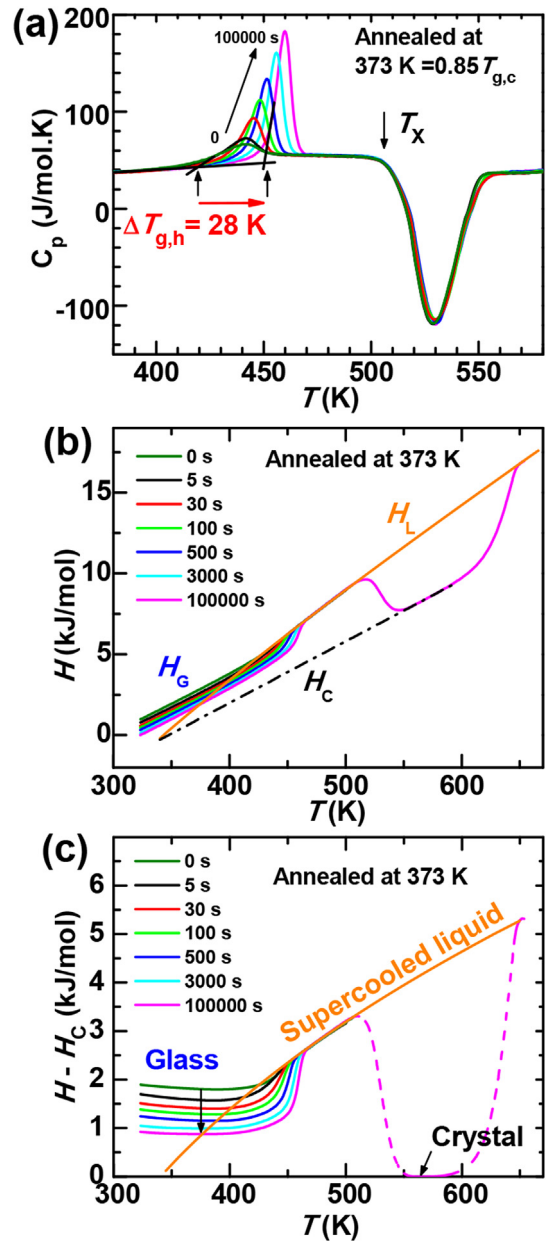 (a)
100000 s
Annealed at
373 K =0.85T_g,c
0
T_X
ΔT_g,h = 28 K
C_p (J/mol.K)
200
100
0
-100
400 450 500 550
T (K)
(b)
0 s
5 s
30 s
100 s
500 s
3000 s
100000 s
Annealed at 373 K
H_L
H_G
H_C
H (kJ/mol)
15
10
5
0
300 400 500 600
T (K)
(c)
0 s
5 s
30 s
100 s
500 s
3000 s
100000 s
Annealed at 373 K
Supercooled liquid
Glass
Crystal
H - H_C (kJ/mol)
6
5
4
3
2
1
0
300 400 500 600
T (K)